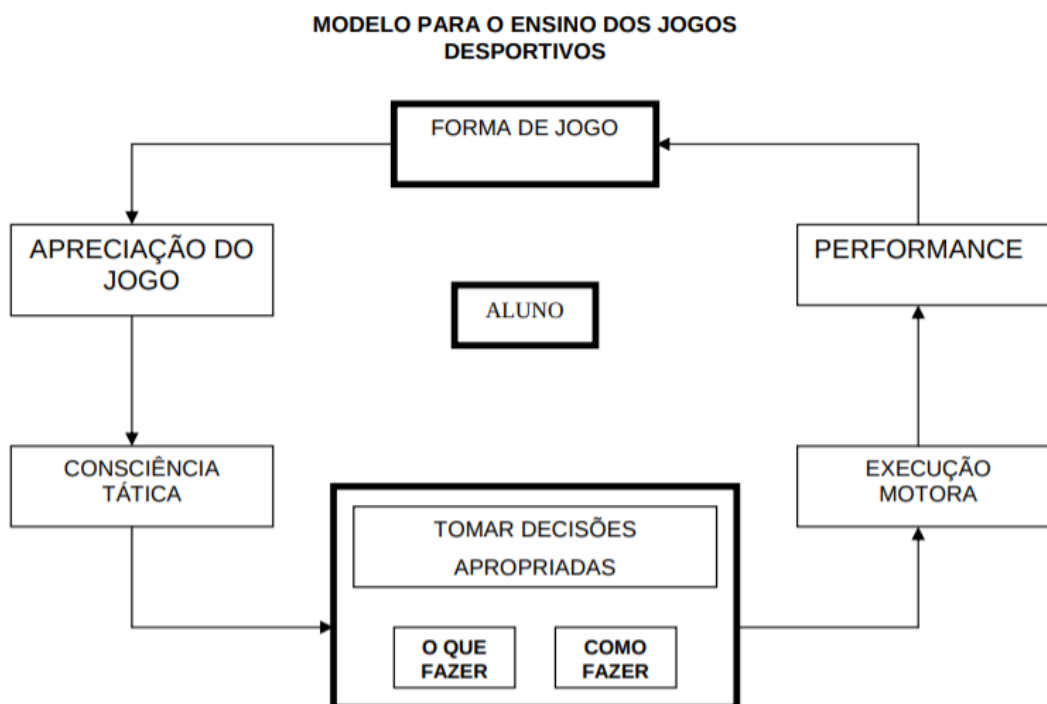 MODELO PARA O ENSINO DOS JOGOS
DESPORTIVOS
FORMA DE JOGO
APRECIAÇÃO DO
JOGO
PERFORMANCE
ALUNO
CONSCIÊNCIA
TÁTICA
EXECUÇÃO
MOTORA
TOMAR DECISÕES
APROPRIADAS
O QUE
FAZER
COMO
FAZER